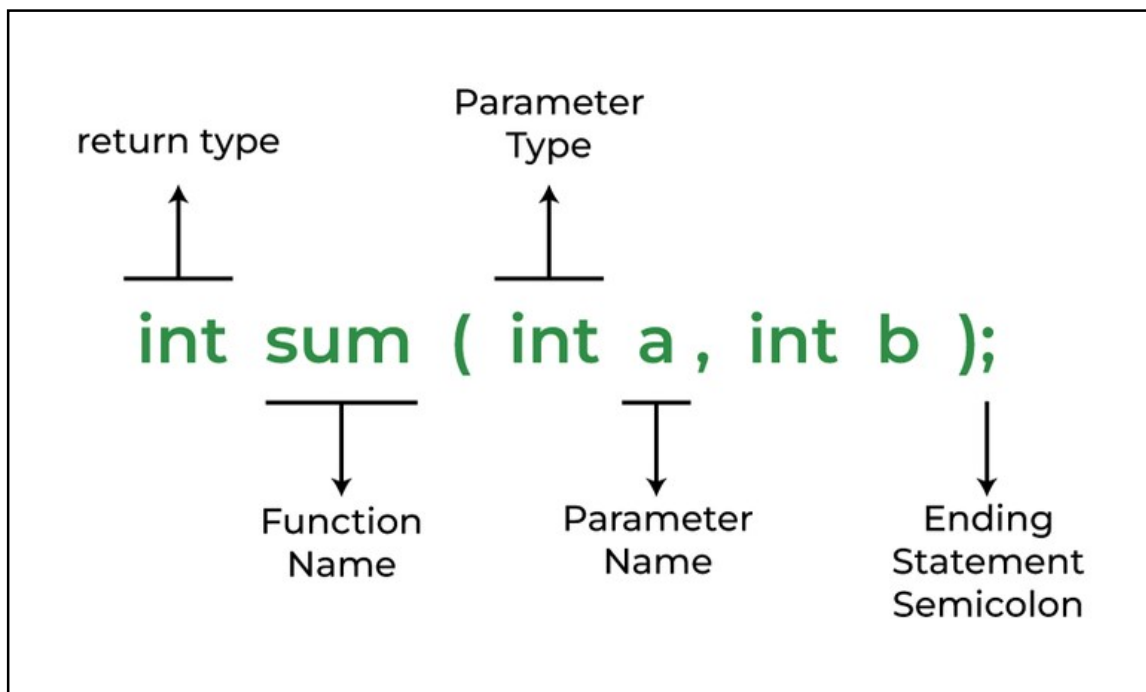 return type
Parameter
Type
int sum ( int a , int b );
Function
Name
Parameter
Name
Ending
Statement
Semicolon